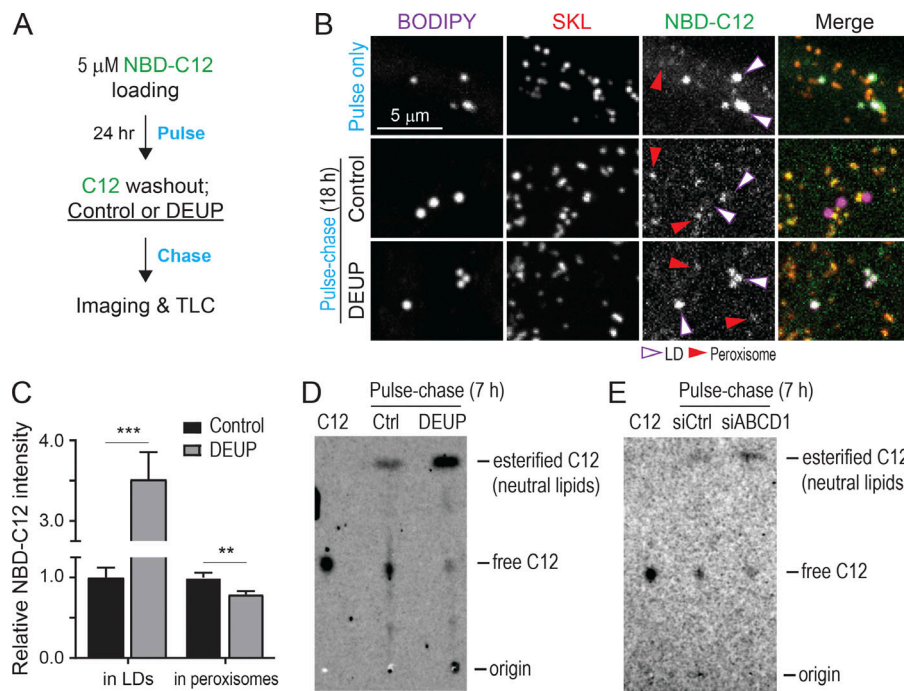 A
5 μM NBD-C12
loading
24 hr
Pulse
C12 washout;
Control or DEUP
Chase
Imaging & TLC
B
BODIPY
SKL
NBD-C12
Merge
Pulse only
5 μm
Pulse-chase (18 h)
Control
DEUP
LD
Peroxisome
C
Relative NBD-C12 intensity
Control
DEUP
***
**
4.0
3.0
1.0
0.0
in LDs
in peroxisomes
D
Pulse-chase (7 h)
C12
Ctrl
DEUP
esterified C12
(neutral lipids)
free C12
origin
E
Pulse-chase (7 h)
C12
siCtrl
siABCD1
esterified C12
(neutral lipids)
free C12
origin